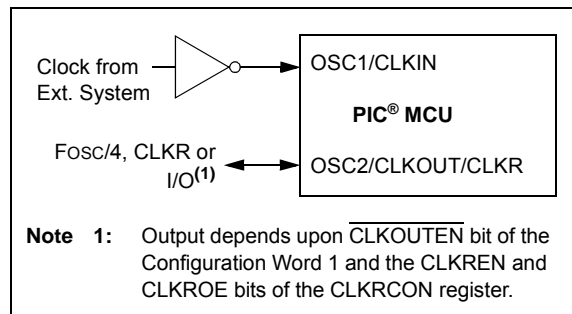 Clock from
Ext. System
OSC1/CLKIN
PIC® MCU
FOSC/4, CLKR or
I/O(1)
OSC2/CLKOUT/CLKR
Note 1: Output depends upon CLKOUTEN bit of the
Configuration Word 1 and the CLKREN and
CLKROE bits of the CLKRCON register.